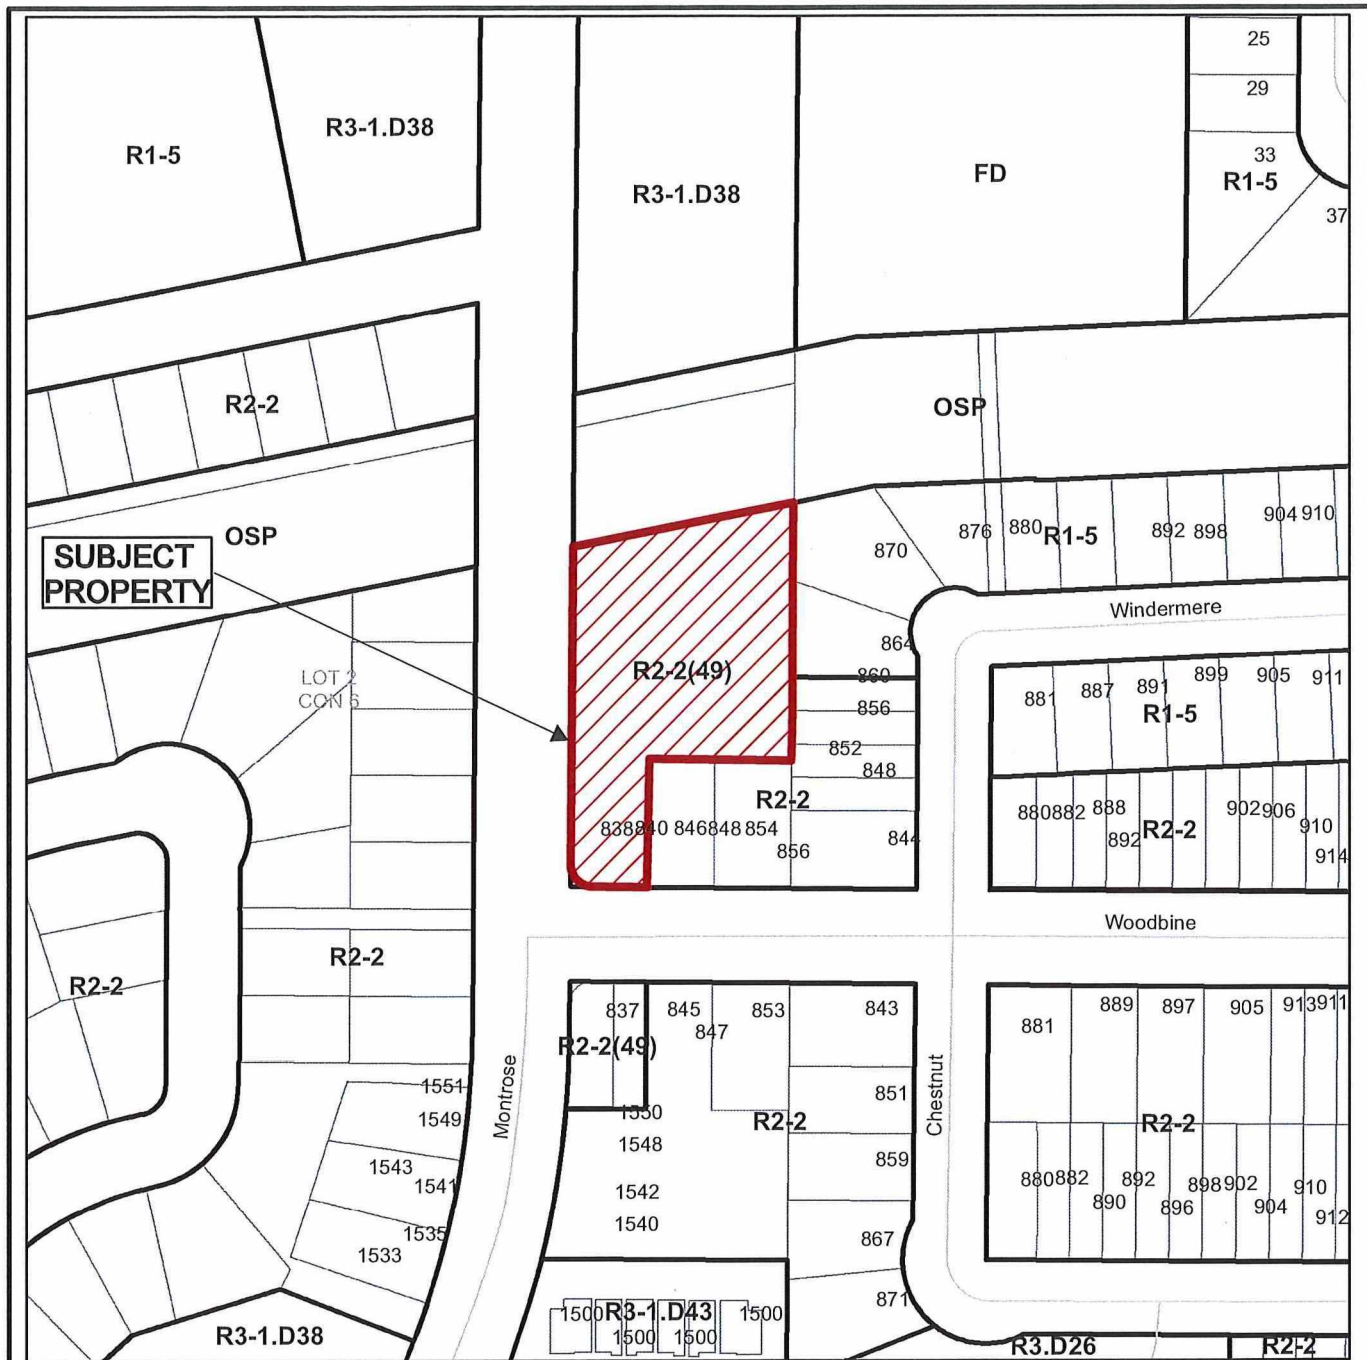 25
29
R3-1.D38
R1-5
33
FD
R1-5
R3-1.D38
37
R2-2
OSP
904 910
OSP
880
R1-5
892 898
876
870
SUBJECT
PROPERTY
Windermere
864
R2-2(49)
860
899 905 911
LOT 2
CON 6
881 887 891
856
R1-5
852
848
R2-2
880 882 888
902 906
838 840 846 848 854
844
892
R2-2
910
856
914
Woodbine
R2-2
R2-2
837 845 853 843
889 897 905 913 911
881
847
R2-2(49)
Montrose
1551
851
Chestnut
1549
1550
R2-2
R2-2
1548
859
1543
1541
880 882 892 898 902 910
1542
890 896 904 912
1540
1535
867
1533
871
1500
R3-1.D43
1500
R3-1.D38
1500 1500
R3.D26
R2-2